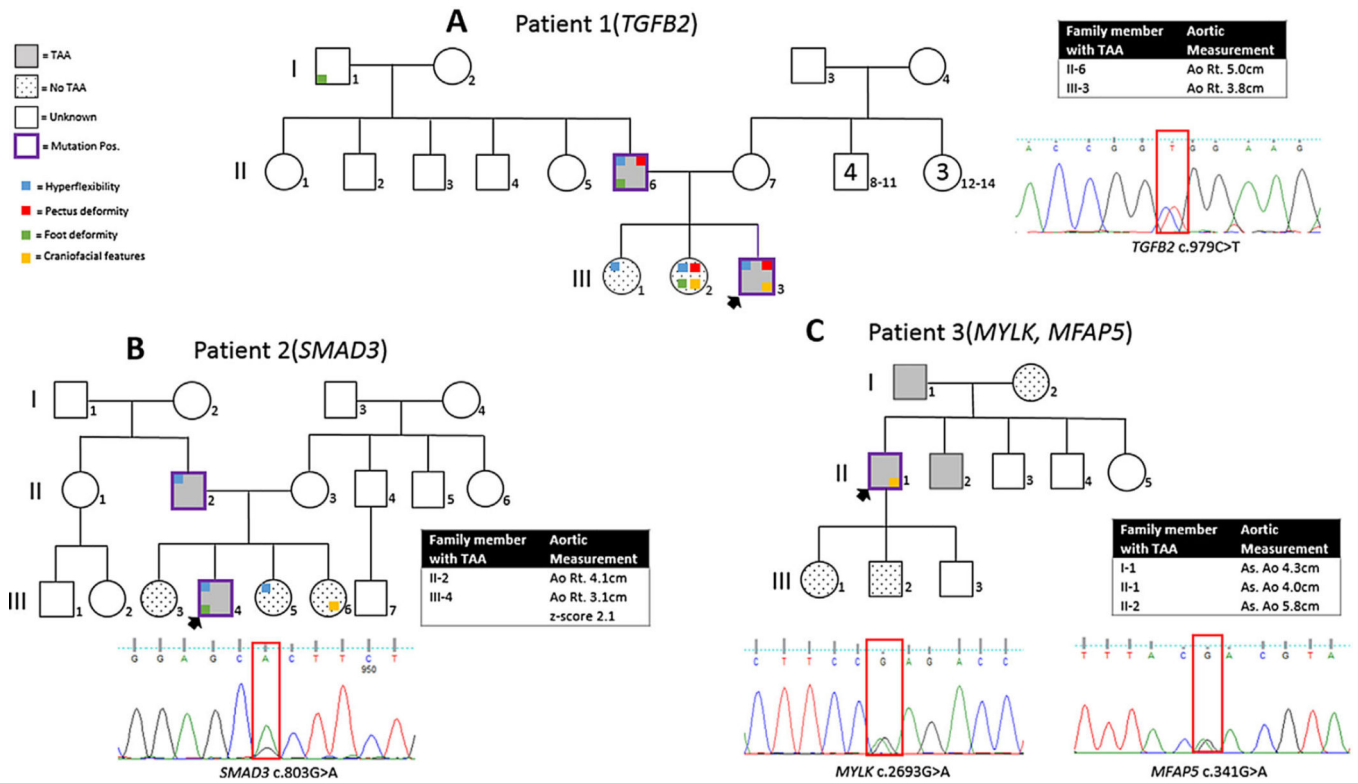 A Patient 1(TGFB2)
= TAA
= No TAA
= Unknown
= Mutation Pos.
= Hyperflexibility
= Pectus deformity
= Foot deformity
= Craniofacial features
I
1
2
3
4
II
1
2
3
4
5
6
7
4
8-11
3
12-14
III
1
2
3
Family member with TAA Aortic Measurement
II-6 Ao Rt. 5.0cm
III-3 Ao Rt. 3.8cm
A C C G G T G G A A G
TGFB2 c.979C>T
B Patient 2(SMAD3)
I
1
2
3
4
II
1
2
3
4
5
6
III
1
2
3
4
5
6
7
Family member with TAA Aortic Measurement
II-2 Ao Rt. 4.1cm
III-4 Ao Rt. 3.1cm
z-score 2.1
G G A G C A C T T C T
950
SMAD3 c.803G>A
C Patient 3(MYLK, MFAP5)
I
1
2
II
1
2
3
4
5
III
1
2
3
Family member with TAA Aortic Measurement
I-1 As. Ao 4.3cm
II-1 As. Ao 4.0cm
II-2 As. Ao 5.8cm
C T T C C G A G A C C
MYLK c.2693G>A
T T T A C G A C G T A
MFAP5 c.341G>A